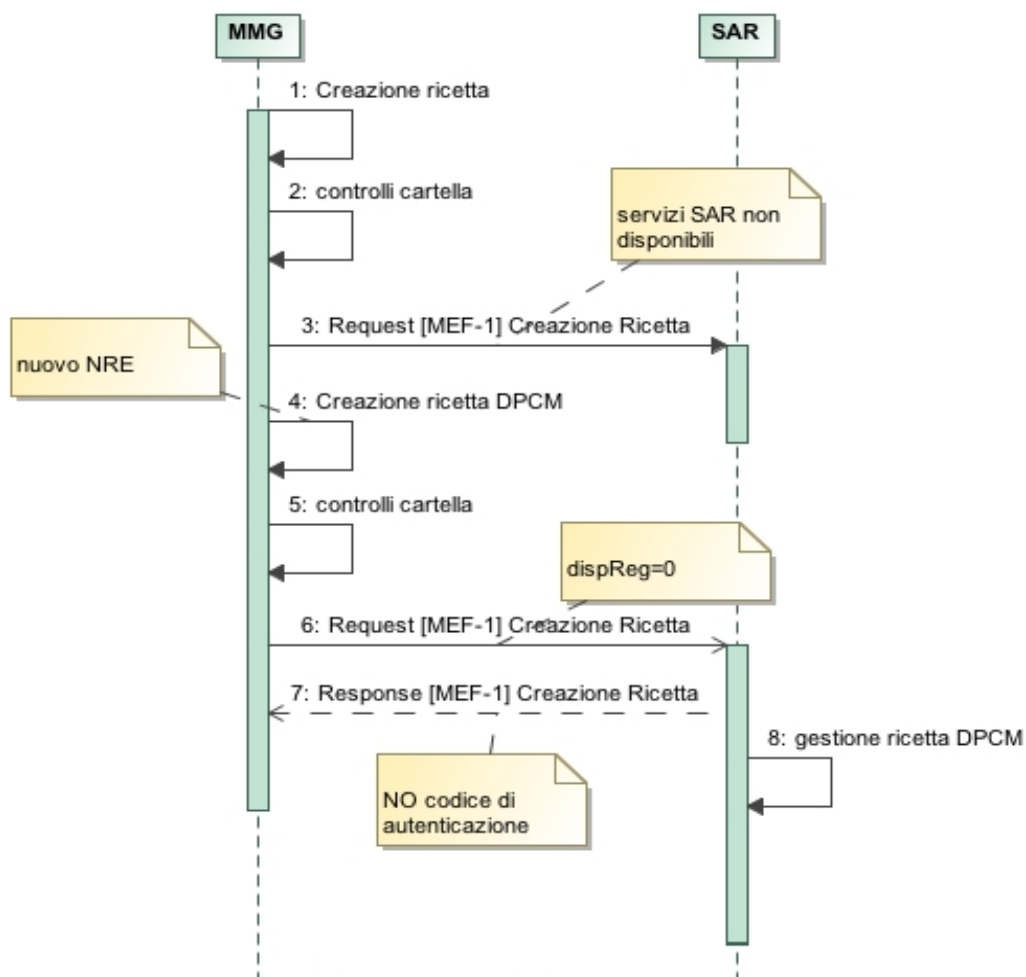 MMG
SAR
1: Creazione ricetta
2: controlli cartella
servizi SAR non
disponibili
3: Request [MEF-1] Creazione Ricetta
nuovo NRE
4: Creazione ricetta DPCM
5: controlli cartella
dispReg=0
6: Request [MEF-1] Creazione Ricetta
7: Response [MEF-1] Creazione Ricetta
8: gestione ricetta DPCM
NO codice di
autenticazione